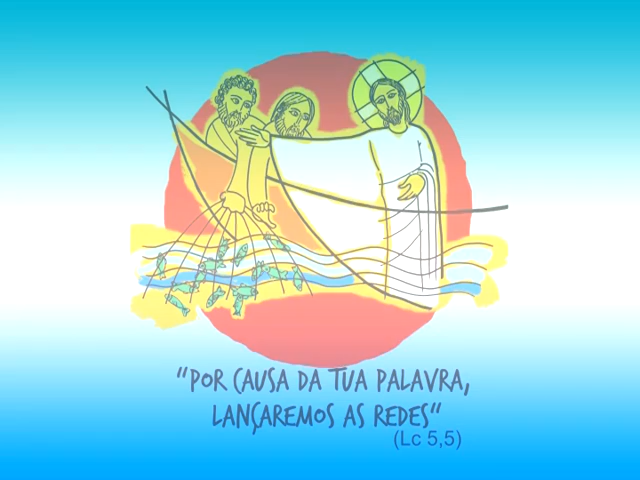 “POR CAUSA DA TUA PALAVRA,
LANÇAREMOS AS REDES“
(Lc 5,5)